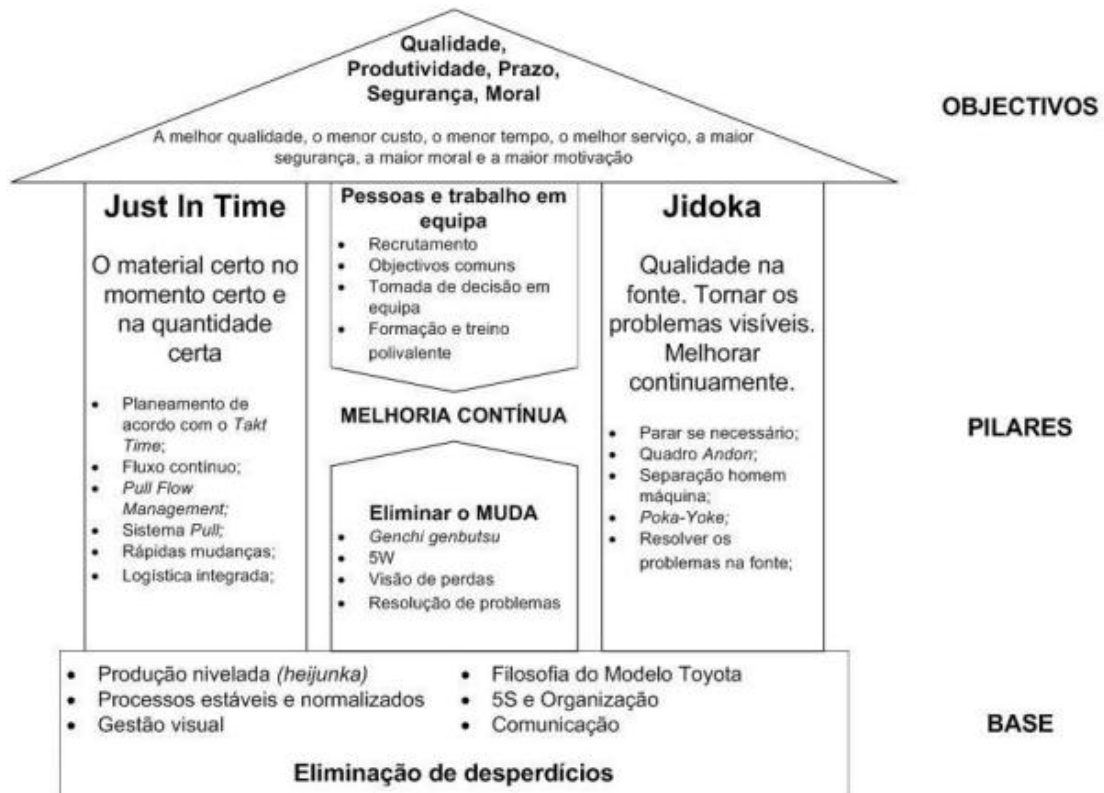 Qualidade,
Produtividade, Prazo,
Segurança, Moral
A melhor qualidade, o menor custo, o menor tempo, o melhor serviço, a maior
segurança, a maior moral e a maior motivação
OBJECTIVOS
Just In Time
O material certo no
momento certo e
na quantidade
certa
• Planeamento de
acordo com o Takt
Time;
• Fluxo contínuo;
• Pull Flow
Management;
• Sistema Pull;
• Rápidas mudanças;
• Logística integrada;
Pessoas e trabalho em
equipa
• Recrutamento
• Objectivos comuns
• Tomada de decisão em
equipa
• Formação e treino
polivalente
MELHORIA CONTÍNUA
Eliminar o MUDA
• Genchi genbutsu
• 5W
• Visão de perdas
• Resolução de problemas
Jidoka
Qualidade na
fonte. Tornar os
problemas visíveis.
Melhorar
continuamente.
• Parar se necessário;
• Quadro Andon;
• Separação homem
máquina;
• Poka-Yoke;
• Resolver os
problemas na fonte;
PILARES
• Produção nivelada (heijunka)
• Processos estáveis e normalizados
• Gestão visual
• Filosofia do Modelo Toyota
• 5S e Organização
• Comunicação
Eliminação de desperdícios
BASE